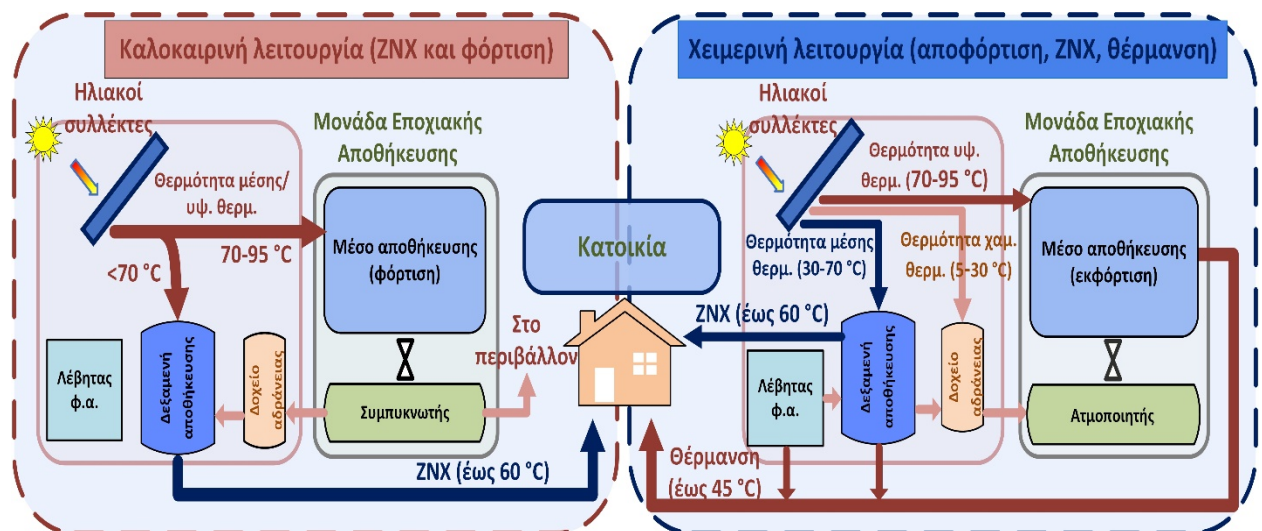 Καλοκαιρινή λειτουργία (ΖΝΧ και φόρτιση)
Ηλιακοί
συλλέκτες
Μονάδα Εποχιακής
Αποθήκευσης
Θερμότητα μέσης/
υψ. θερμ.
70-95 °C
<70 °C
Μέσο αποθήκευσης
(φόρτιση)
Λέβητας
φ.α.
Δεξαμενή
αποθήκευσης
Δοχείο
αδράνειας
Συμπυκνωτής
Στο
περιβάλλον
ΖΝΧ (έως 60 °C)
Κατοικία
Χειμερινή λειτουργία (αποφόρτιση, ΖΝΧ, θέρμανση)
Ηλιακοί
συλλέκτες
Μονάδα Εποχιακής
Αποθήκευσης
Θερμότητα υψ.
θερμ. (70-95 °C)
Θερμότητα μέσης
θερμ. (30-70 °C)
Θερμότητα χαμ.
θερμ. (5-30 °C)
Μέσο αποθήκευσης
(εκφόρτιση)
ΖΝΧ (έως 60 °C)
Λέβητας
φ.α.
Δεξαμενή
αποθήκευσης
Δοχείο
αδράνειας
Ατμοποιητής
Θέρμανση
(έως 45 °C)